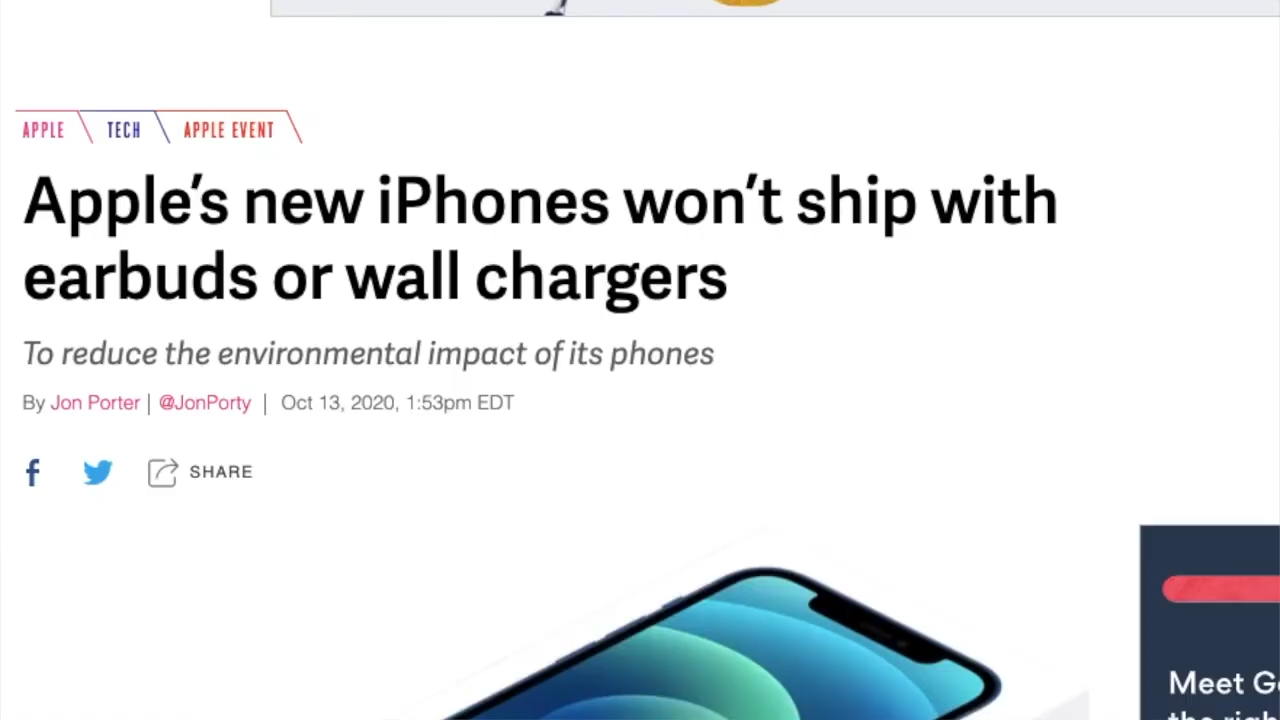 APPLE TECH APPLE EVENT
Apple’s new iPhones won’t ship with
earbuds or wall chargers
To reduce the environmental impact of its phones
By Jon Porter | @JonPorty | Oct 13, 2020, 1:53pm EDT
SHARE
Meet